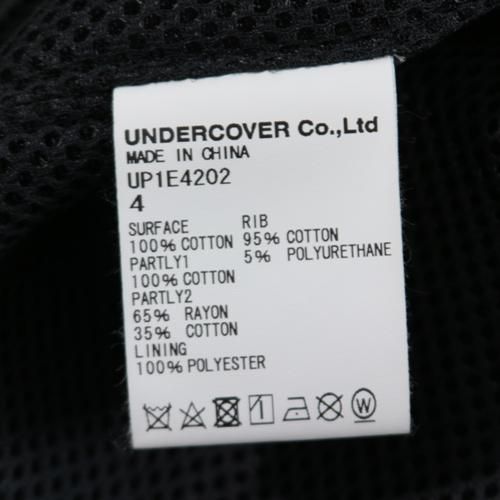 UNDERCOVER Co.,Ltd
MADE IN CHINA
UP1E4202
4
SURFACE
100% COTTON
PARTLY1
100% COTTON
PARTLY2
65% RAYON
35% COTTON
LINING
100% POLYESTER
RIB
95% COTTON
5% POLYURETHANE
W